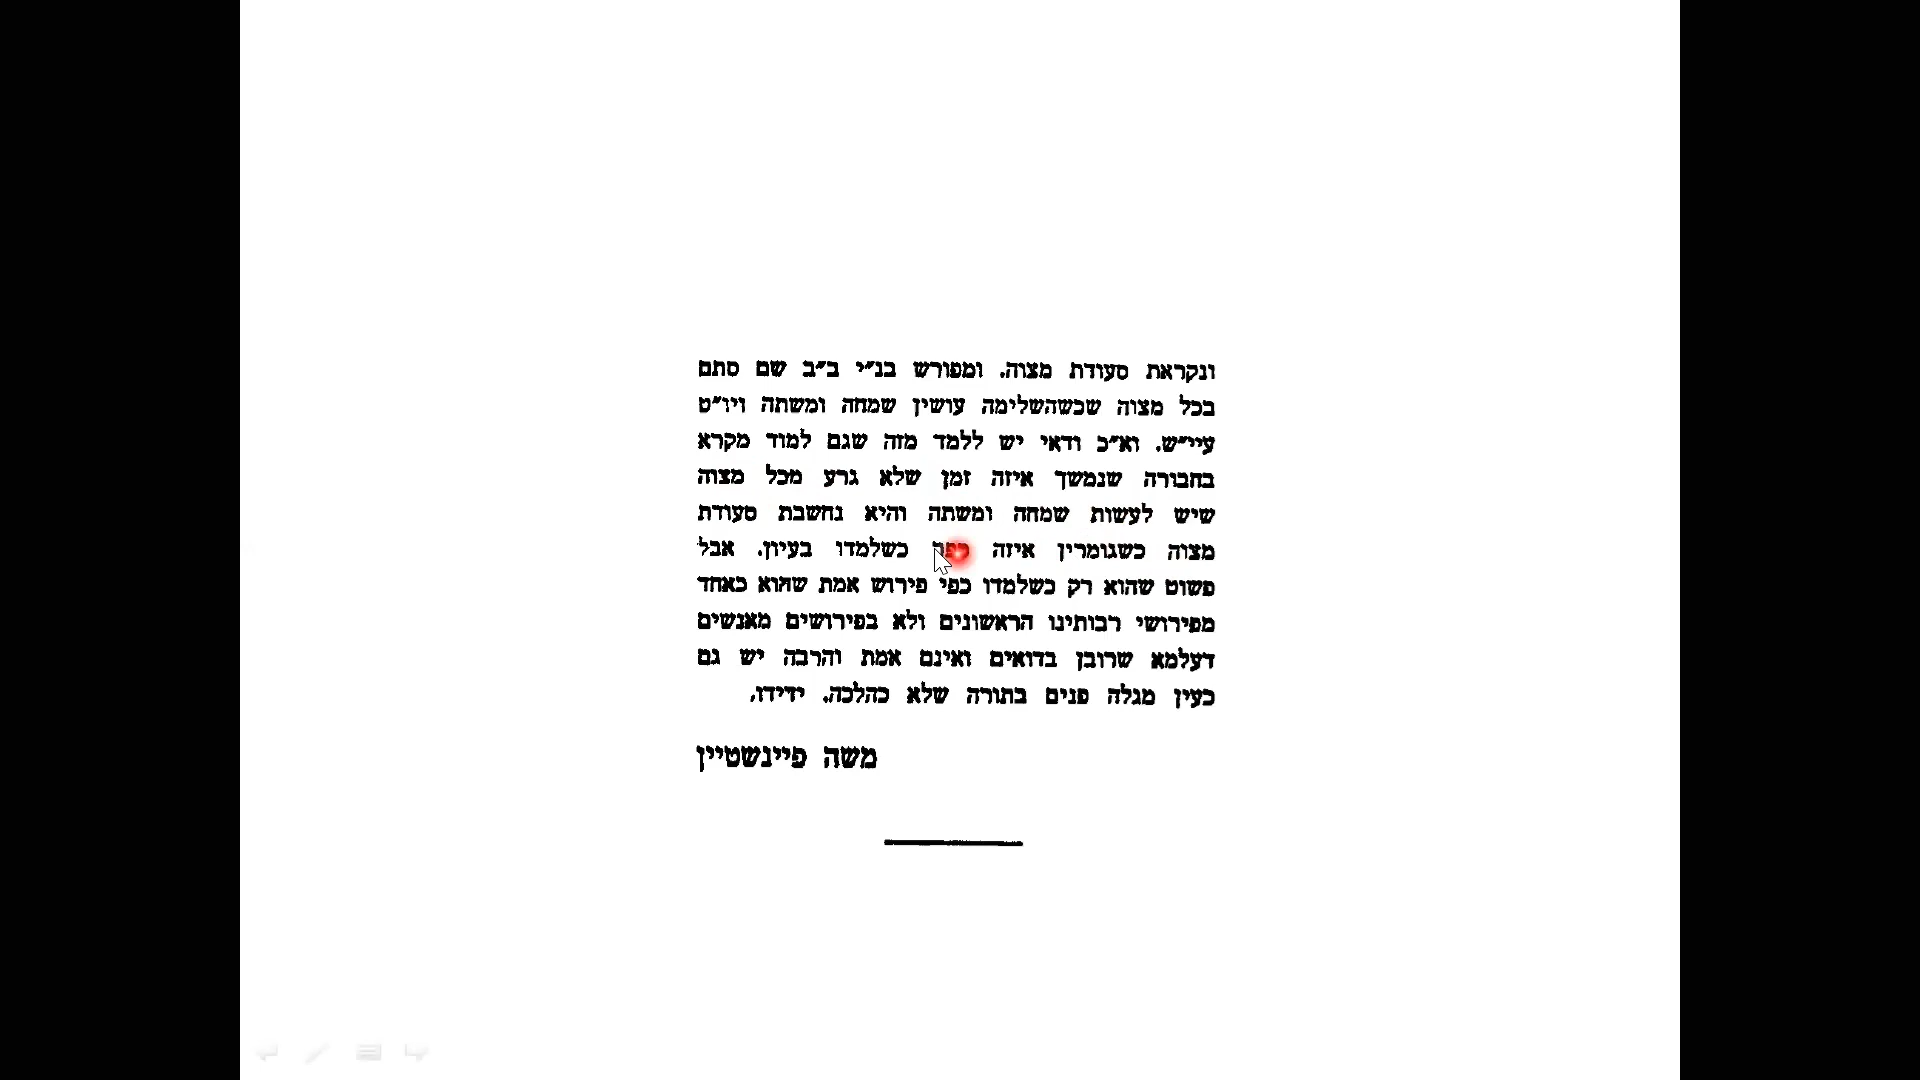 ונקראת סעודת מצוה. ומפורש בנ״י ב״ב שם סתם
בכל מצוה שכשהשלימה עושין שמחה ומשתה ויו״ט
עיי״ש. וא״כ ודאי יש ללמד מזה שגם למוד מקרא
בחבורה שנמשך איזה זמן שלא גרע מכל מצוה
שיש לעשות שמחה ומשתה והיא נחשבת סעודת
מצוה כשגומרין איזה ספר כשלמדו בעיון. אבל
פשוט שהוא רק כשלמדו כפי פירוש אמת שהוא כאחד
מפירושי רבותינו הראשונים ולא בפירושים מאנשים
דעלמא שרובן בדואים ואינם אמת והרבה יש גם
כעין מגלה פנים בתורה שלא כהלכה. ידידו,
משה פיינשטיין